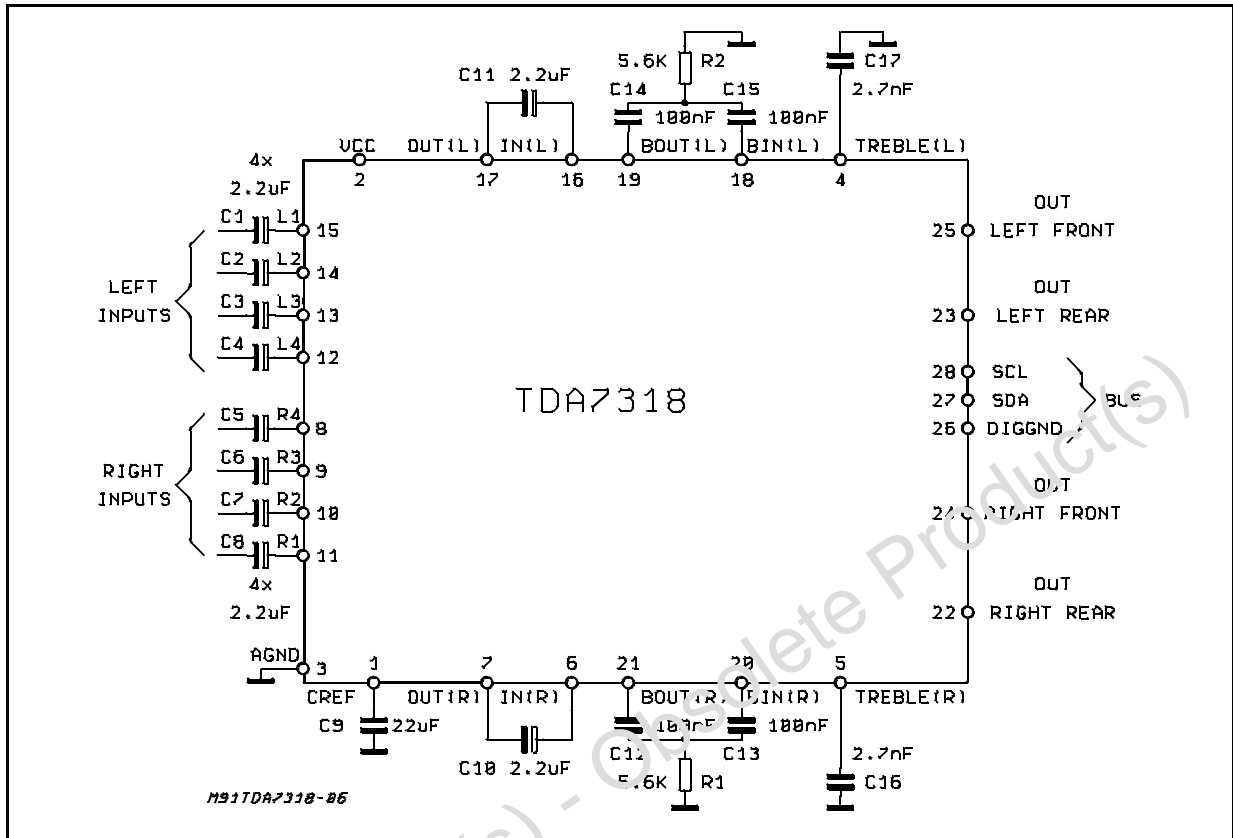 5.6K R2 C17
C11 2.2uF C14 C15 2.7nF
100nF 100nF
VCC OUT(L) IN(L) BOUT(L) BIN(L) TREBLE(L)
2 17 16 19 18 4
4x
2.2uF
C1 L1 15
C2 L2 14
LEFT
INPUTS
C3 L3 13
C4 L4 12
C5 R4 8
C6 R3 9
RIGHT
INPUTS
C7 R2 10
C8 R1 11
4x
2.2uF
TDA7318
OUT
25 LEFT FRONT
OUT
23 LEFT REAR
28 SCL
27 SDA BUS
26 DIGGND
OUT
24 RIGHT FRONT
OUT
22 RIGHT REAR
AGND 3
1 7 6 21 20 5
CREF OUT(R) IN(R) BOUT(R) BIN(R) TREBLE(R)
C9 22uF
C10 2.2uF
C12 100nF C13 100nF
5.6K R1
2.7nF
C16
M91TDA7318-06
(s) - Obsolete Product(s)